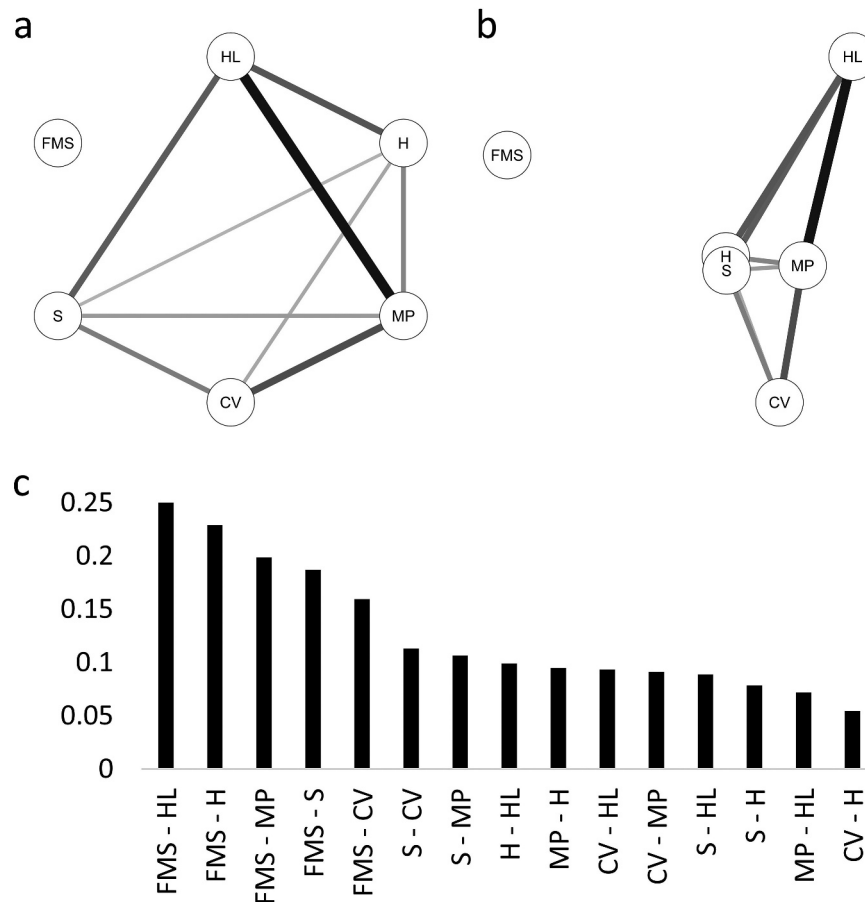 a
b
HL
HL
FMS
H
FMS
H
S
MP
S
MP
CV
CV
c
0.25
0.2
0.15
0.1
0.05
0
FMS - HL
FMS - H
FMS - MP
FMS - S
FMS - CV
S - CV
S - MP
H - HL
MP - H
CV - HL
CV - MP
S - HL
S - H
MP - HL
CV - H